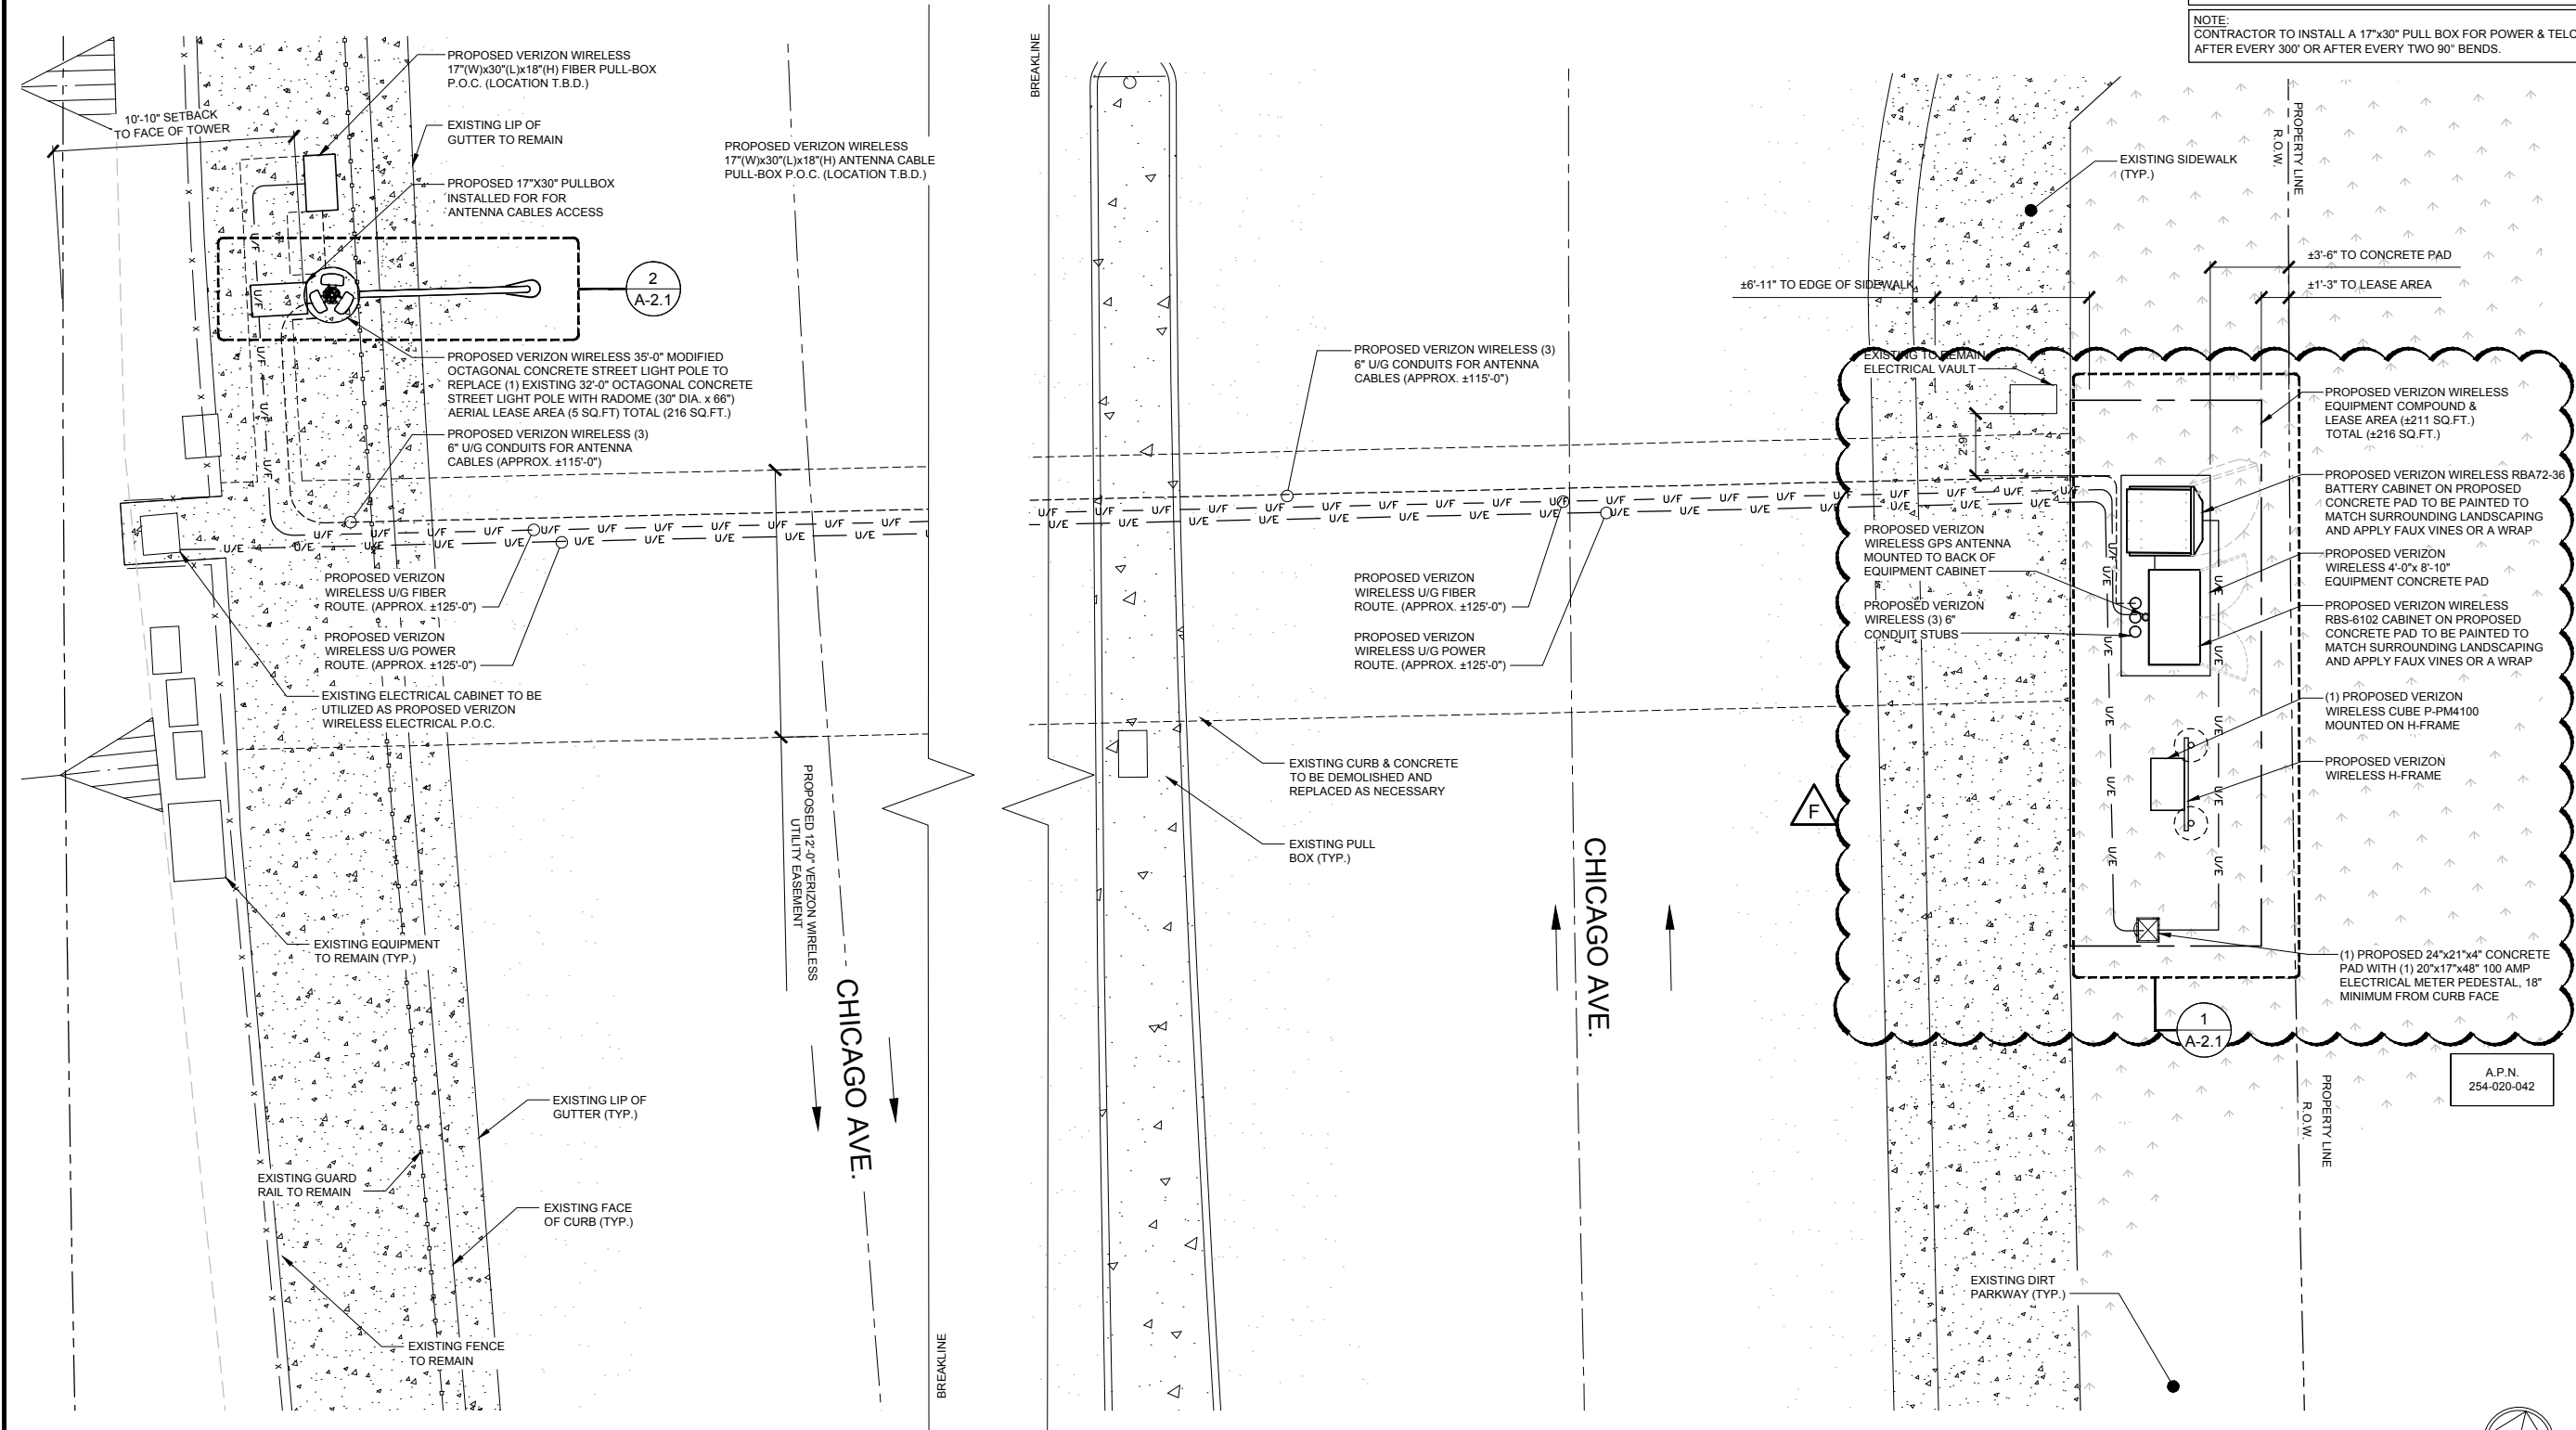 NOTE:
CONTRACTOR TO INSTALL A 17"x30" PULL BOX FOR POWER & TELC
AFTER EVERY 300' OR AFTER EVERY TWO 90° BENDS.
PROPOSED VERIZON WIRELESS
17"(W)x30"(L)x18"(H) FIBER PULL-BOX
P.O.C. (LOCATION T.B.D.)
10'-10" SETBACK
TO FACE OF TOWER
EXISTING LIP OF
GUTTER TO REMAIN
PROPOSED 17"X30" PULLBOX
INSTALLED FOR FOR
ANTENNA CABLES ACCESS
PROPOSED VERIZON WIRELESS
17"(W)x30"(L)x18"(H) ANTENNA CABLE
PULL-BOX P.O.C. (LOCATION T.B.D.)
2
A-2.1
PROPOSED VERIZON WIRELESS 35'-0" MODIFIED
OCTAGONAL CONCRETE STREET LIGHT POLE TO
REPLACE (1) EXISTING 32'-0" OCTAGONAL CONCRETE
STREET LIGHT POLE WITH RADOME (30" DIA. x 66")
AERIAL LEASE AREA (5 SQ.FT) TOTAL (216 SQ.FT.)
PROPOSED VERIZON WIRELESS (3)
6" U/G CONDUITS FOR ANTENNA
CABLES (APPROX. ±115'-0")
U/F U/F U/F U/F U/F
U/F U/F U/F U/F U/F U/F U/F
U/E U/E U/E U/E U/E U/E U/E U/E
PROPOSED VERIZON
WIRELESS U/G FIBER
ROUTE. (APPROX. ±125'-0")
PROPOSED VERIZON
WIRELESS U/G POWER
ROUTE. (APPROX. ±125'-0")
EXISTING ELECTRICAL CABINET TO BE
UTILIZED AS PROPOSED VERIZON
WIRELESS ELECTRICAL P.O.C.
EXISTING EQUIPMENT
TO REMAIN (TYP.)
PROPOSED 12'-0" VERIZON WIRELESS
UTILITY EASEMENT
CHICAGO AVE.
EXISTING LIP OF
GUTTER (TYP.)
EXISTING GUARD
RAIL TO REMAIN
EXISTING FACE
OF CURB (TYP.)
EXISTING FENCE
TO REMAIN
BREAKLINE
BREAKLINE
PROPOSED VERIZON WIRELESS (3)
6" U/G CONDUITS FOR ANTENNA
CABLES (APPROX. ±115'-0")
U/F U/F U/F U/F U/F U/F U/F U/F U/F U/F U/F U/F U/F U/F U/F U/F
U/E U/E U/E U/E U/E U/E U/E U/E U/E U/E U/E U/E U/E U/E U/E
PROPOSED VERIZON
WIRELESS U/G FIBER
ROUTE. (APPROX. ±125'-0")
PROPOSED VERIZON
WIRELESS U/G POWER
ROUTE. (APPROX. ±125'-0")
EXISTING CURB & CONCRETE
TO BE DEMOLISHED AND
REPLACED AS NECESSARY
EXISTING PULL
BOX (TYP.)
CHICAGO AVE.
EXISTING SIDEWALK
(TYP.)
PROPERTY LINE
R.O.W.
±3'-6" TO CONCRETE PAD
±1'-3" TO LEASE AREA
±6'-11" TO EDGE OF SIDEWALK
EXISTING TO REMAIN
ELECTRICAL VAULT
2'-6"
PROPOSED VERIZON
WIRELESS GPS ANTENNA
MOUNTED TO BACK OF
EQUIPMENT CABINET
PROPOSED VERIZON
WIRELESS (3) 6"
CONDUIT STUBS
U/F
U/E U/E U/E U/E U/E
U/E U/E U/E U/E U/E
PROPOSED VERIZON WIRELESS
EQUIPMENT COMPOUND &
LEASE AREA (±211 SQ.FT.)
TOTAL (±216 SQ.FT.)
PROPOSED VERIZON WIRELESS RBA72-36
BATTERY CABINET ON PROPOSED
CONCRETE PAD TO BE PAINTED TO
MATCH SURROUNDING LANDSCAPING
AND APPLY FAUX VINES OR A WRAP
PROPOSED VERIZON
WIRELESS 4'-0"x 8'-10"
EQUIPMENT CONCRETE PAD
PROPOSED VERIZON WIRELESS
RBS-6102 CABINET ON PROPOSED
CONCRETE PAD TO BE PAINTED TO
MATCH SURROUNDING LANDSCAPING
AND APPLY FAUX VINES OR A WRAP
(1) PROPOSED VERIZON
WIRELESS CUBE P-PM4100
MOUNTED ON H-FRAME
PROPOSED VERIZON
WIRELESS H-FRAME
(1) PROPOSED 24"x21"x4" CONCRETE
PAD WITH (1) 20"x17"x48" 100 AMP
ELECTRICAL METER PEDESTAL, 18"
MINIMUM FROM CURB FACE
F
1
A-2.1
A.P.N.
254-020-042
PROPERTY LINE
R.O.W.
EXISTING DIRT
PARKWAY (TYP.)